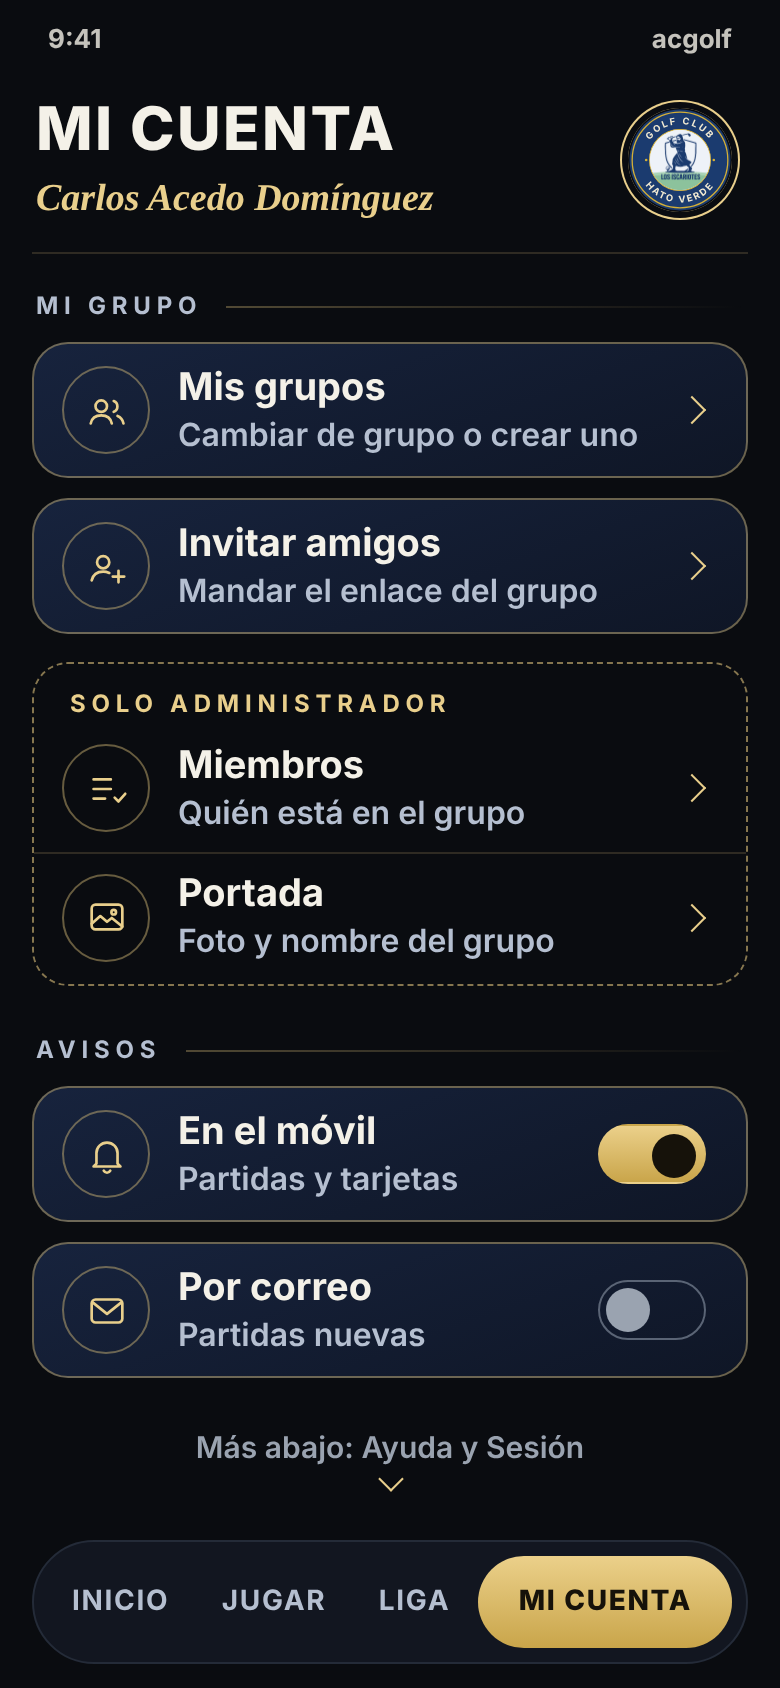 9:41
acgolf
MI CUENTA
Carlos Acedo Domínguez
GOLF CLUB
LOS ISCARIOTES
HATO VERDE
MI GRUPO
Mis grupos
Cambiar de grupo o crear uno
Invitar amigos
Mandar el enlace del grupo
SOLO ADMINISTRADOR
Miembros
Quién está en el grupo
Portada
Foto y nombre del grupo
AVISOS
En el móvil
Partidas y tarjetas
Por correo
Partidas nuevas
Más abajo: Ayuda y Sesión
INICIO
JUGAR
LIGA
MI CUENTA